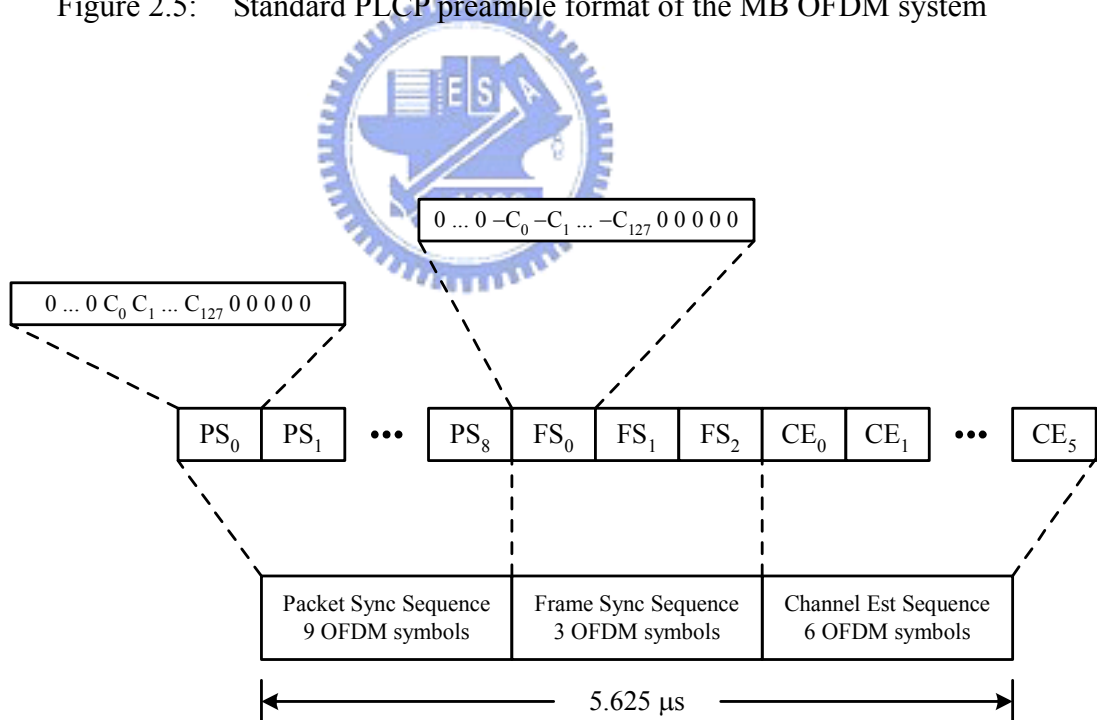 Figure 2.5: Standard PLCP preamble format of the MB OFDM system
E S A
0 ... 0 –C₀ –C₁ ... –C₁₂₇ 0 0 0 0 0
0 ... 0 C₀ C₁ ... C₁₂₇ 0 0 0 0 0
PS₀ PS₁ ••• PS₈ FS₀ FS₁ FS₂ CE₀ CE₁ ••• CE₅
Packet Sync Sequence
9 OFDM symbols
Frame Sync Sequence
3 OFDM symbols
Channel Est Sequence
6 OFDM symbols
5.625 μs